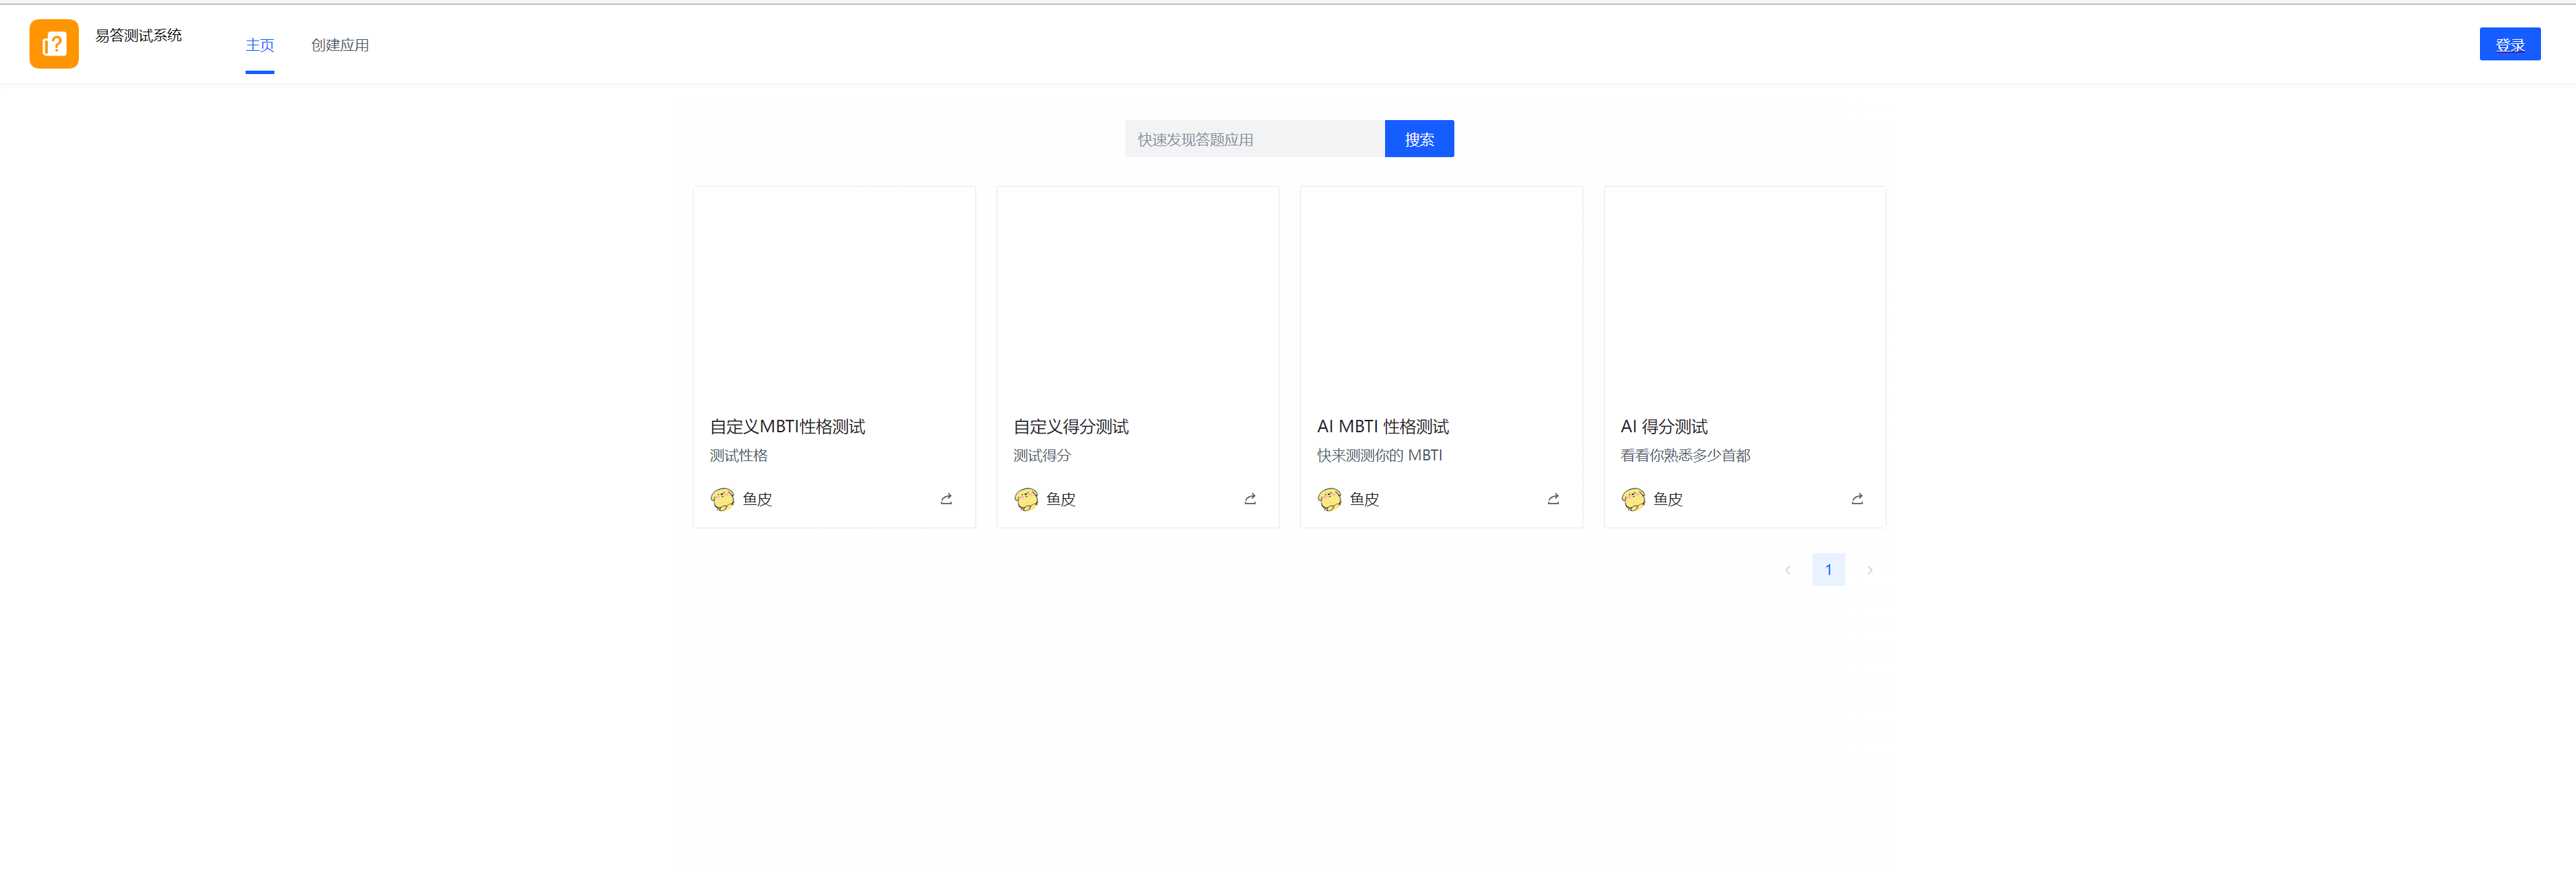 易答测试系统
主页
创建应用
登录
快速发现答题应用
搜索
自定义MBTI性格测试
测试性格
鱼皮
自定义得分测试
测试得分
鱼皮
AI MBTI 性格测试
快来测测你的 MBTI
鱼皮
AI 得分测试
看看你熟悉多少首都
鱼皮
1